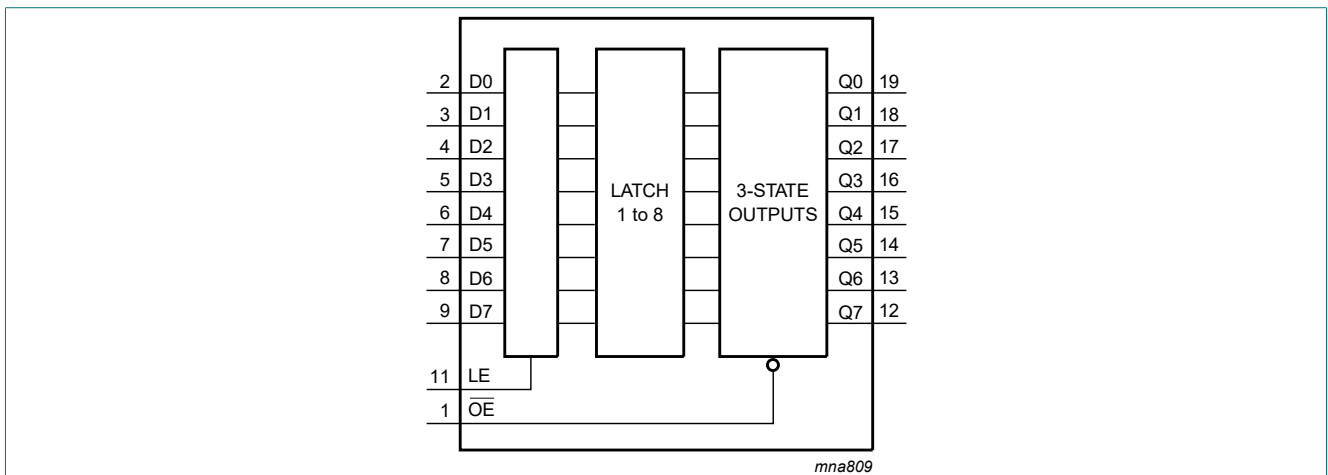 2 D0 Q0 19
3 D1 Q1 18
4 D2 Q2 17
5 D3 LATCH 3-STATE Q3 16
6 D4 1 to 8 OUTPUTS Q4 15
7 D5 Q5 14
8 D6 Q6 13
9 D7 Q7 12
11 LE
1 O̅E̅
mna809